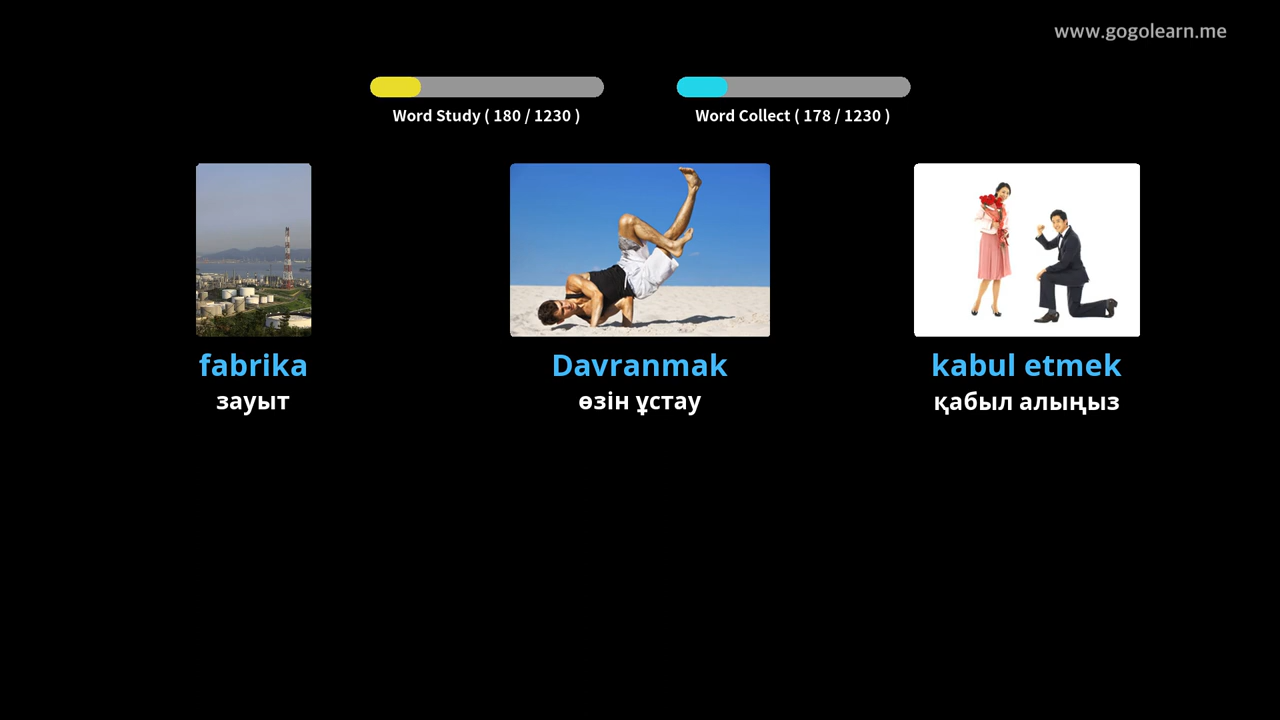 www.gogolearn.me
Word Study ( 180 / 1230 )
Word Collect ( 178 / 1230 )
fabrika
зауыт
Davranmak
өзін ұстау
kabul etmek
қабыл алыңыз